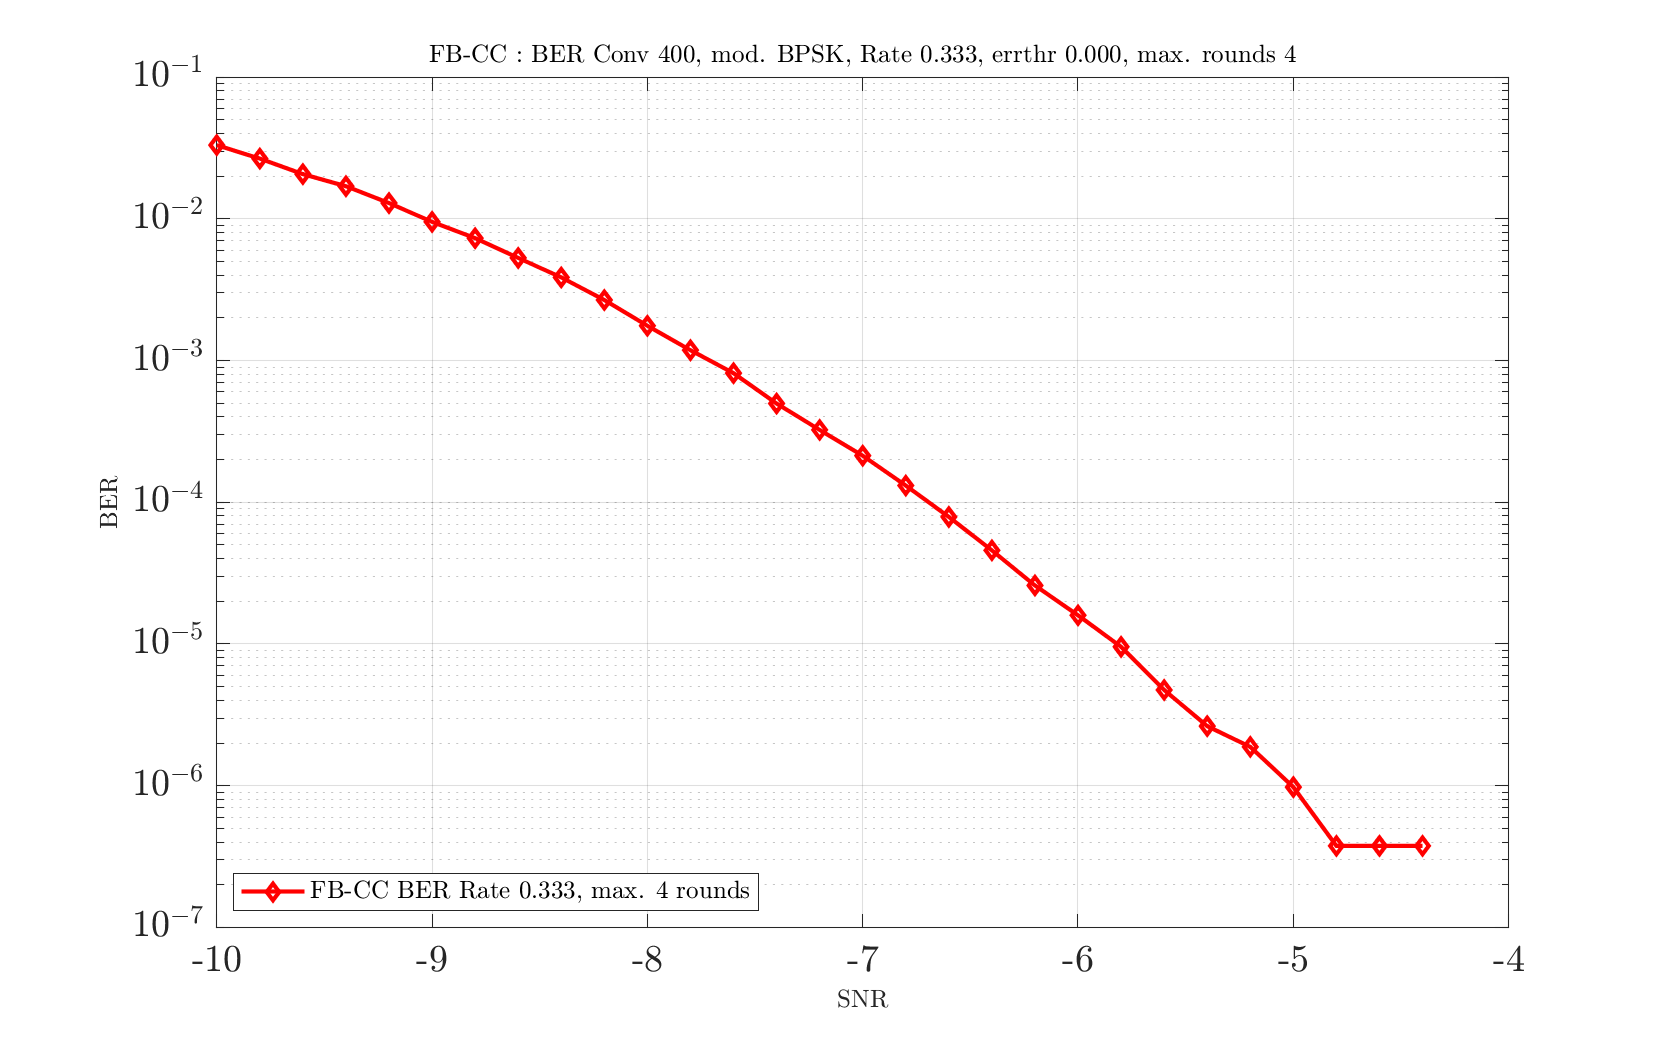 FB-CC : BER Conv 400, mod. BPSK, Rate 0.333, errthr 0.000, max. rounds 4
10^{-1}
10^{-2}
10^{-3}
10^{-4}
10^{-5}
10^{-6}
10^{-7}
BER
FB-CC BER Rate 0.333, max. 4 rounds
-10 -9 -8 -7 -6 -5 -4
SNR